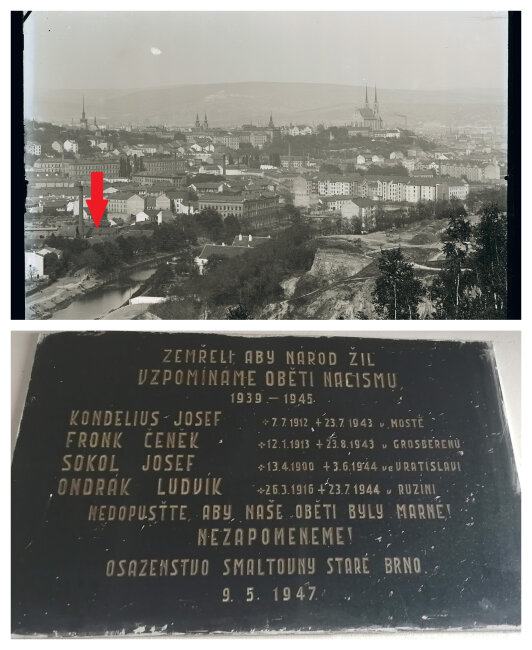 ZEMŘELI, ABY NÁROD ŽIL
VZPOMÍNÁME OBĚTÍ NACISMU
1939 – 1945
KONDELIUS JOSEF * 7.7.1912 + 23.7.1943 v MOSTĚ
FRONK ČENĚK * 12.1.1913 + 23.8.1943 v GROSBERENU
SOKOL JOSEF * 13.4.1900 + 3.6.1944 ve VRATISLAVI
ONDRÁK LUDVÍK * 26.3.1916 + 23.7.1944 v RUZINI
NEDOPUSŤTE, ABY NAŠE OBĚTI BYLY MARNÉ!
NEZAPOMENEME!
OSAZENSTVO SMALTOVNY STARÉ BRNO.
9. 5. 1947